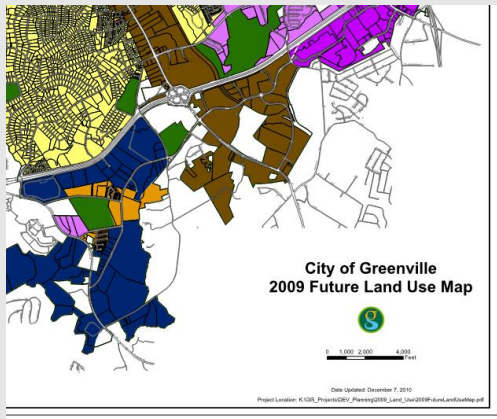 City of Greenville
2009 Future Land Use Map
g
0 1,000 2,000 4,000
Feet
Date Updated: December 7, 2010
Project Location: K:\GIS_Projects\DEV_Planning\2009_Land_Use\2009FutureLandUseMap.pdf